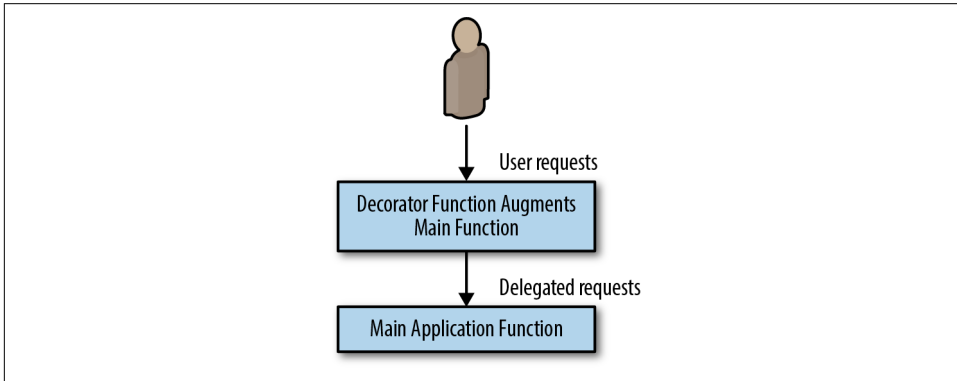 User requests
Decorator Function Augments
Main Function
Delegated requests
Main Application Function